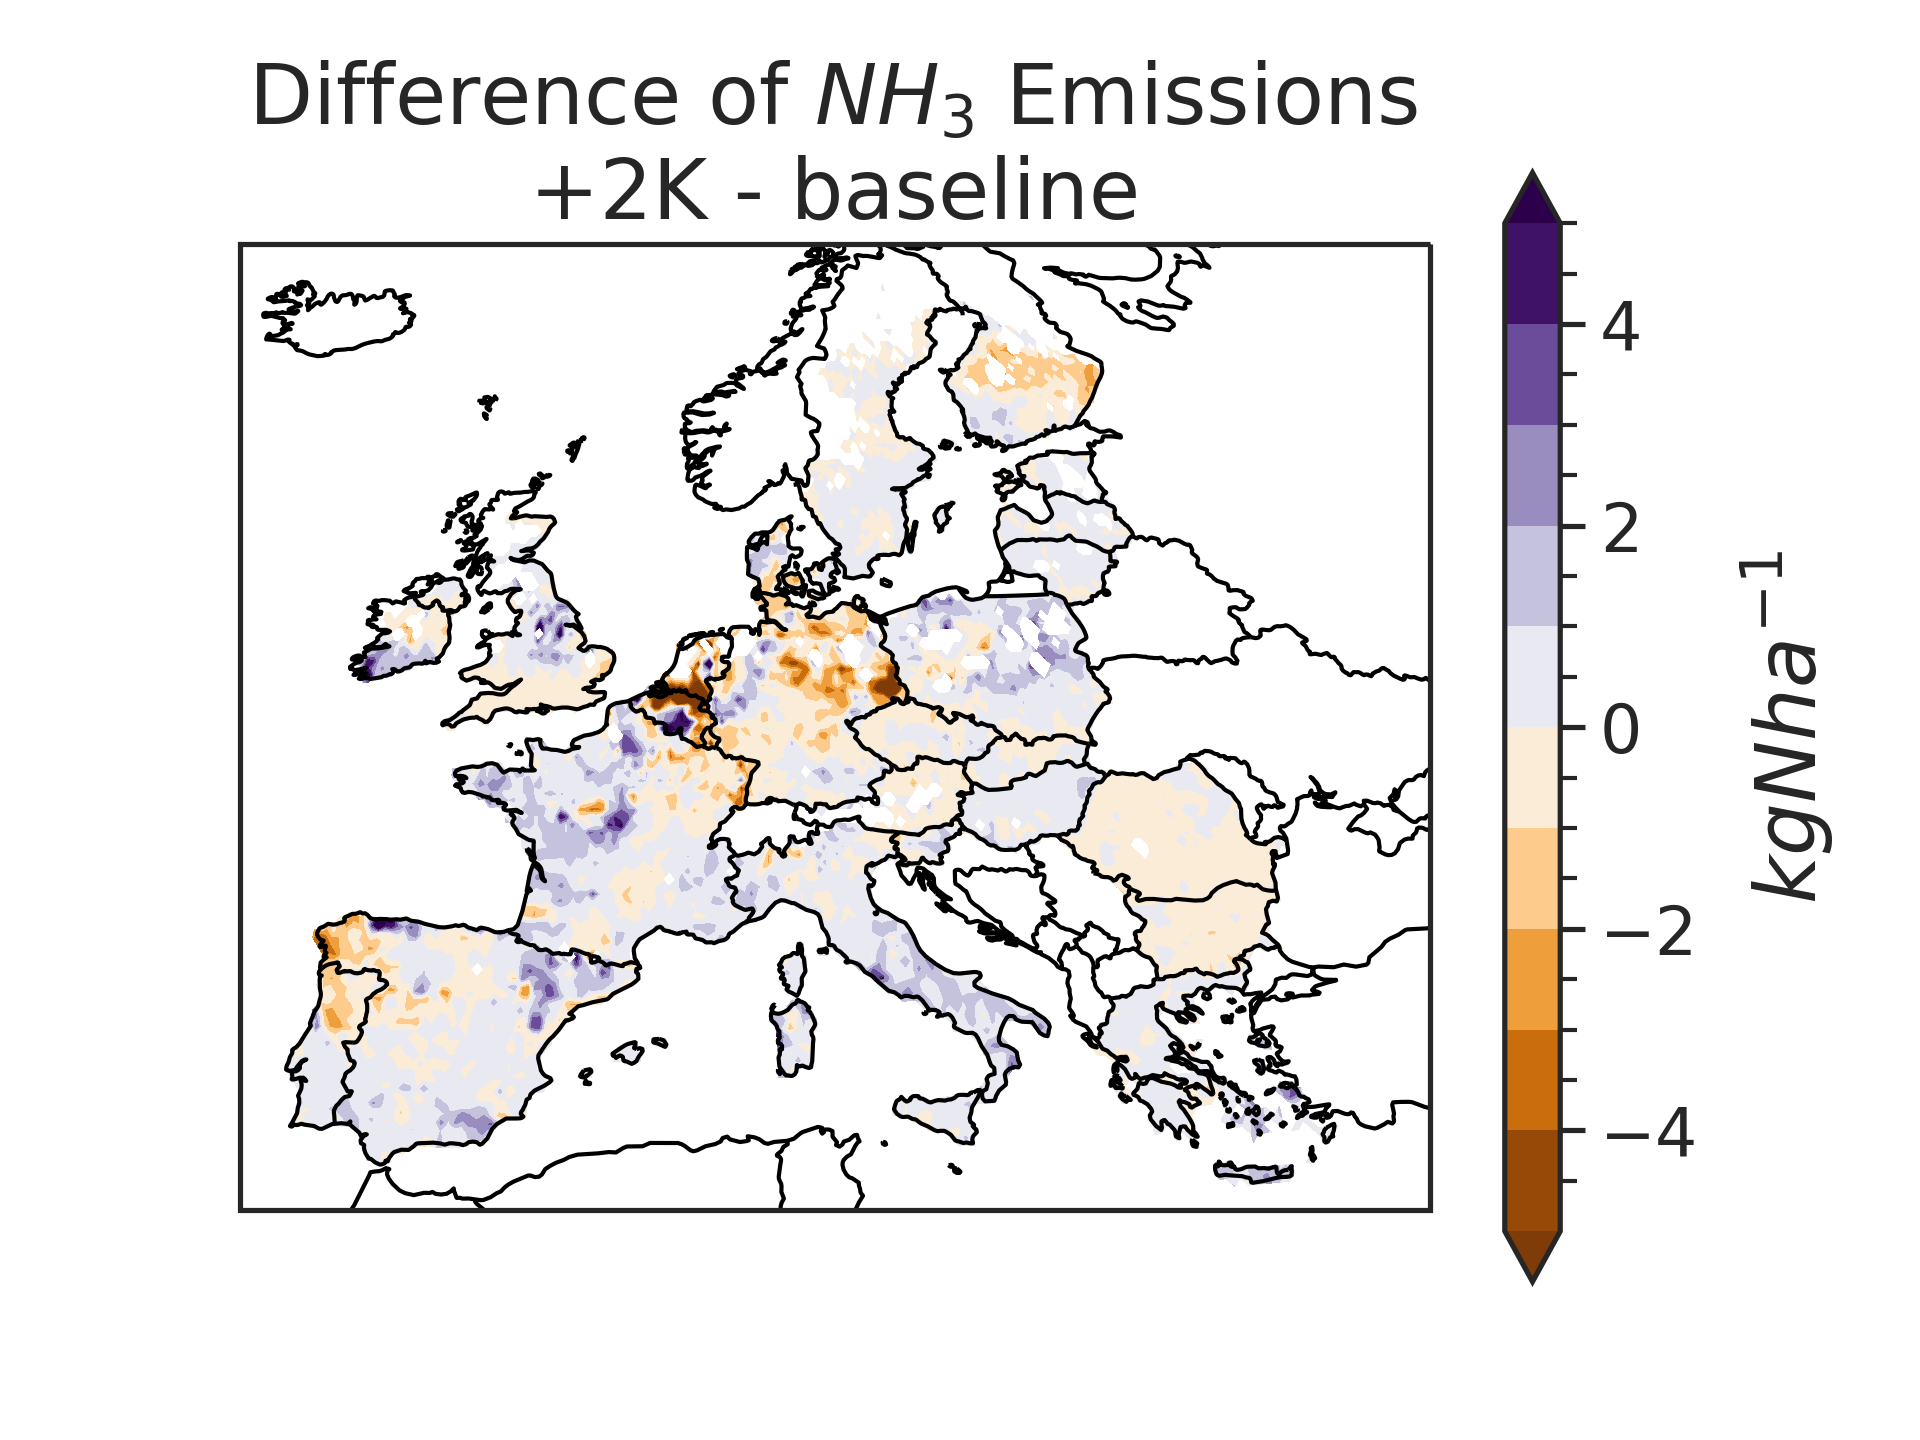 Difference of NH₃ Emissions
+2K - baseline
4
2
0
−2
−4
kgNha⁻¹